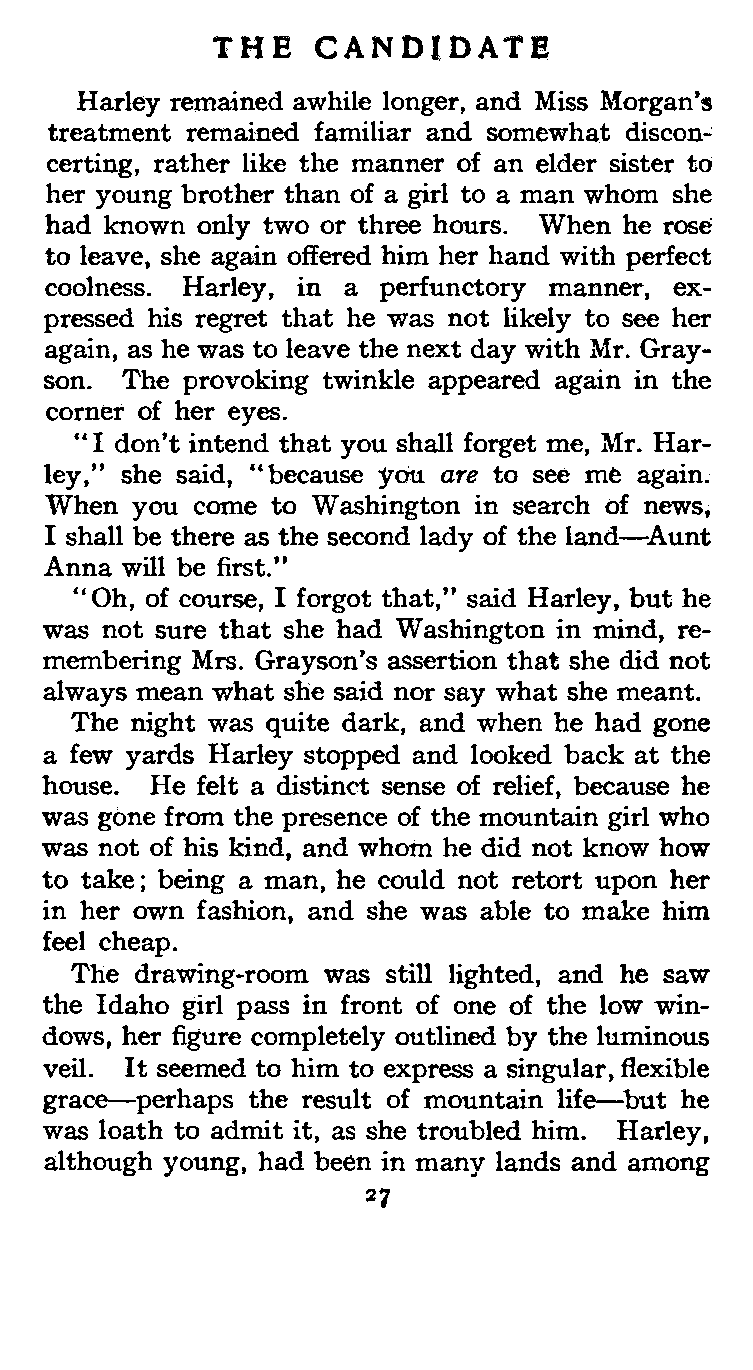 THE CANDIDATE
Harley remained awhile longer, and Miss Morgan's
treatment remained familiar and somewhat discon-
certing, rather like the manner of an elder sister to
her young brother than of a girl to a man whom she
had known only two or three hours. When he rose
to leave, she again offered him her hand with perfect
coolness. Harley, in a perfunctory manner, ex-
pressed his regret that he was not likely to see her
again, as he was to leave the next day with Mr. Gray-
son. The provoking twinkle appeared again in the
corner of her eyes.
"I don't intend that you shall forget me, Mr. Har-
ley," she said, "because you are to see me again.
When you come to Washington in search of news,
I shall be there as the second lady of the land—Aunt
Anna will be first."
"Oh, of course, I forgot that," said Harley, but he
was not sure that she had Washington in mind, re-
membering Mrs. Grayson's assertion that she did not
always mean what she said nor say what she meant.
The night was quite dark, and when he had gone
a few yards Harley stopped and looked back at the
house. He felt a distinct sense of relief, because he
was gone from the presence of the mountain girl who
was not of his kind, and whom he did not know how
to take; being a man, he could not retort upon her
in her own fashion, and she was able to make him
feel cheap.
The drawing-room was still lighted, and he saw
the Idaho girl pass in front of one of the low win-
dows, her figure completely outlined by the luminous
veil. It seemed to him to express a singular, flexible
grace—perhaps the result of mountain life—but he
was loath to admit it, as she troubled him. Harley,
although young, had been in many lands and among
27